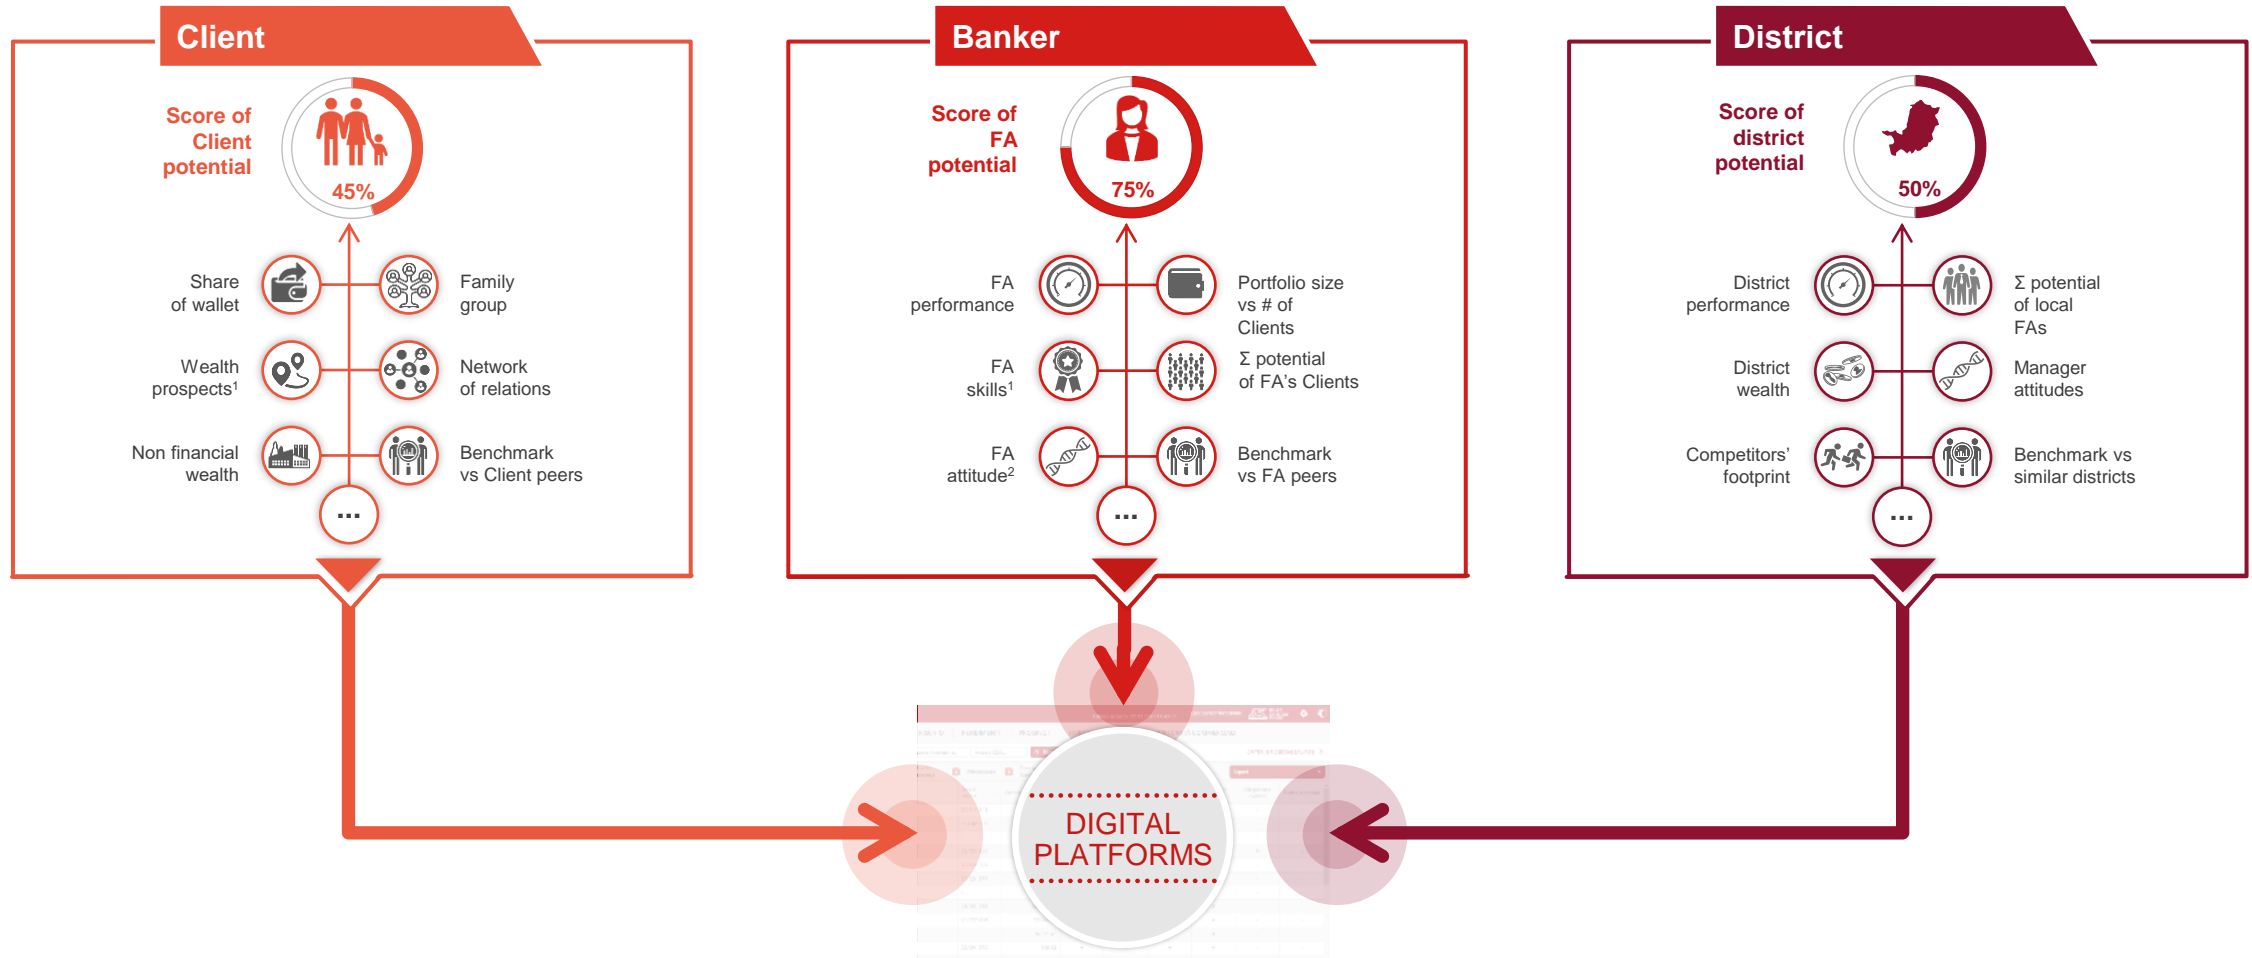 Client
Score of
Client
potential
45%
Share
of wallet
Family
group
Wealth
prospects¹
Network
of relations
Non financial
wealth
Benchmark
vs Client peers
...
Banker
Score of
FA
potential
75%
FA
performance
Portfolio size
vs # of
Clients
FA
skills¹
Σ potential
of FA's Clients
FA
attitude²
Benchmark
vs FA peers
...
District
Score of
district
potential
50%
District
performance
Σ potential
of local
FAs
District
wealth
Manager
attitudes
Competitors'
footprint
Benchmark vs
similar districts
...
DIGITAL
PLATFORMS